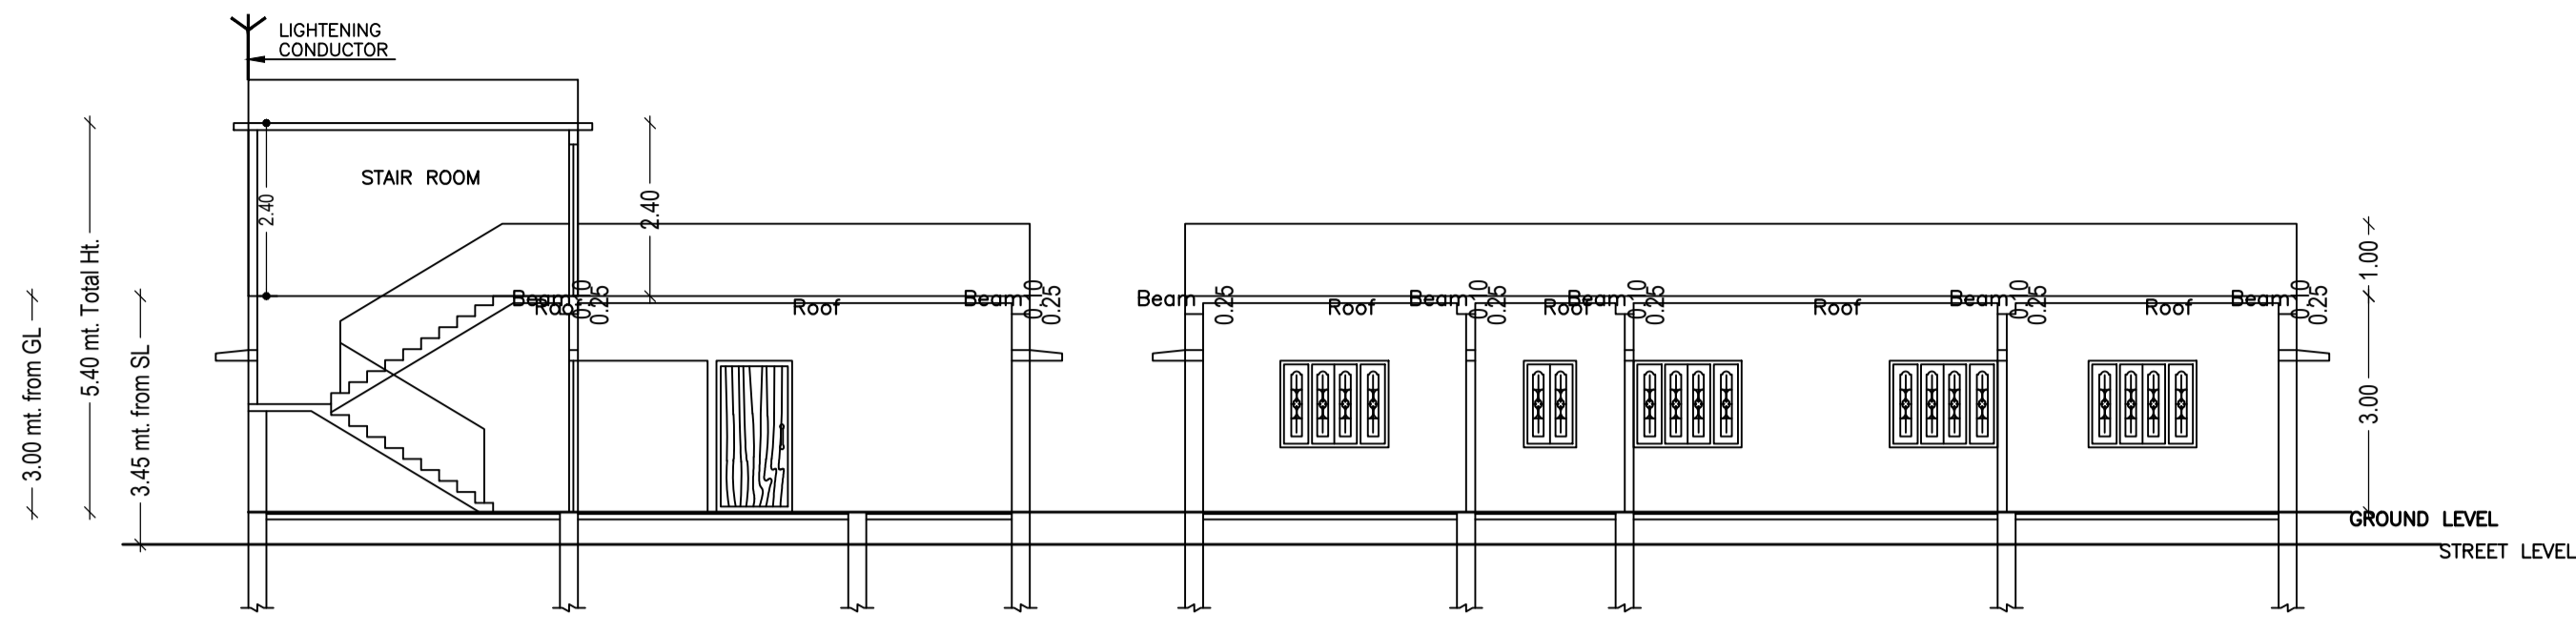 LIGHTENING
CONDUCTOR
STAIR ROOM
2.40
2.40
3.00 mt. from GL
5.40 mt. Total Ht.
3.45 mt. from SL
Beam
0.25
Roof
Roof
Beam
0.25
Beam
0.25
Roof
Beam
0.25
Roof
Beam
0.25
Roof
Beam
0.25
Roof
Beam
0.25
1.00
3.00
GROUND LEVEL
STREET LEVEL